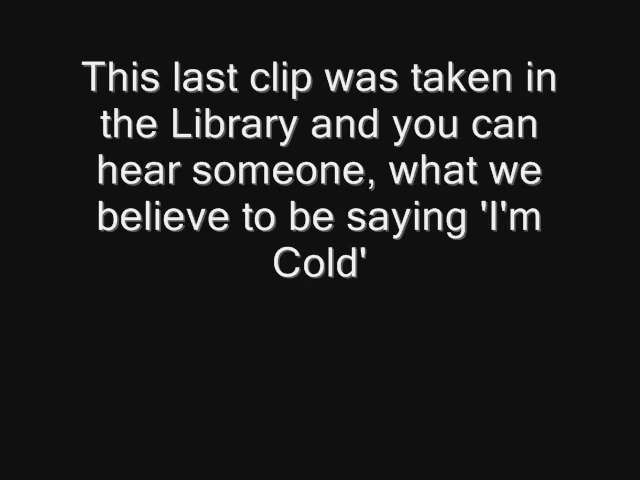 This last clip was taken in
the Library and you can
hear someone, what we
believe to be saying 'I'm
Cold'